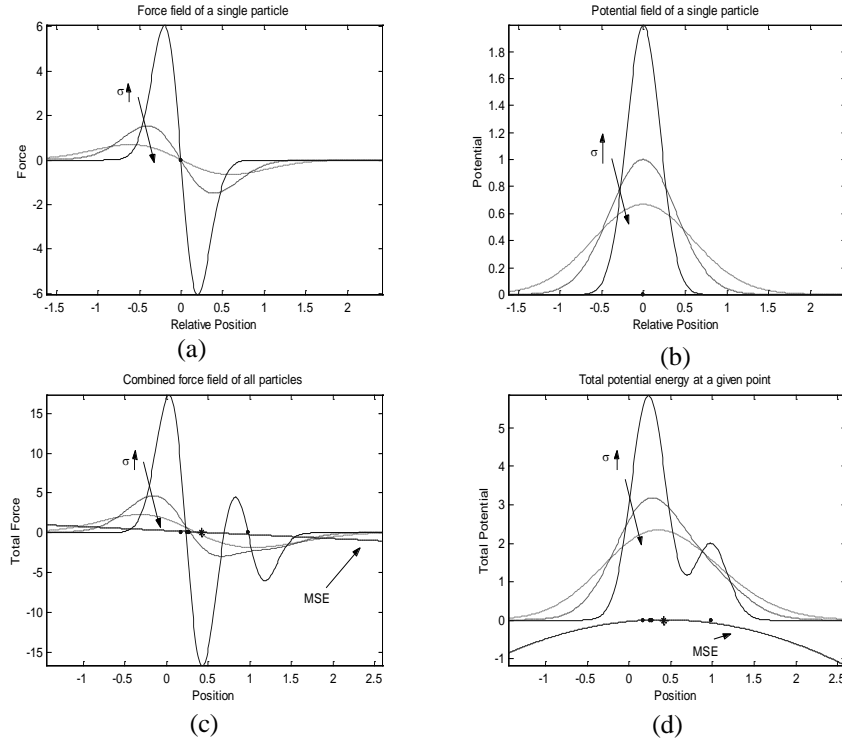 Force field of a single particle
6
4
2
0
-2
-4
-6
Force
σ
-1.5 -1 -0.5 0 0.5 1 1.5 2
Relative Position
(a)
Potential field of a single particle
1.8
1.6
1.4
1.2
1
0.8
0.6
0.4
0.2
0
Potential
σ
-1.5 -1 -0.5 0 0.5 1 1.5 2
Relative Position
(b)
Combined force field of all particles
15
10
5
0
-5
-10
-15
Total Force
σ
MSE
-1 -0.5 0 0.5 1 1.5 2 2.5
Position
(c)
Total potential energy at a given point
5
4
3
2
1
0
-1
Total Potential
σ
MSE
-1 -0.5 0 0.5 1 1.5 2 2.5
Position
(d)